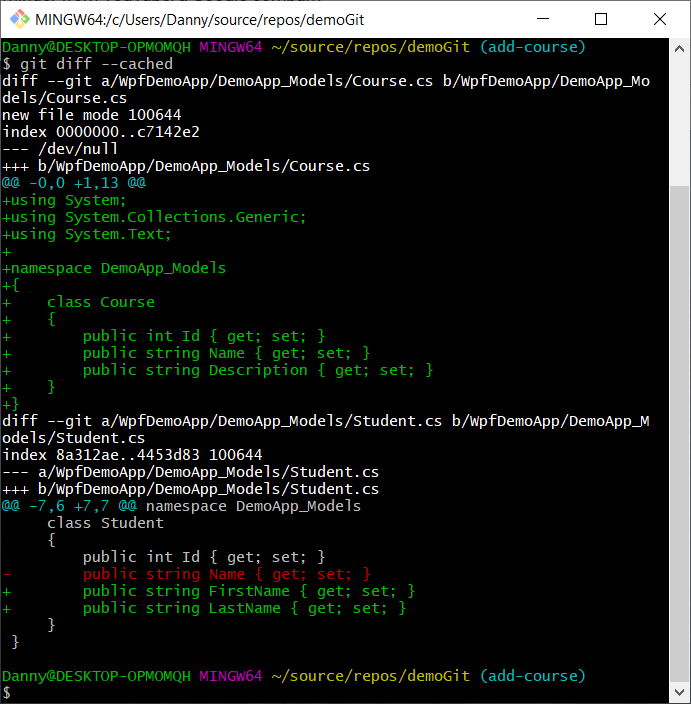 MINGW64:/c/Users/Danny/source/repos/demoGit
Danny@DESKTOP-OPMOMQH MINGW64 ~/source/repos/demoGit (add-course)
$ git diff --cached
diff --git a/WpfDemoApp/DemoApp_Models/Course.cs b/WpfDemoApp/DemoApp_Mo
dels/Course.cs
new file mode 100644
index 0000000..c7142e2
--- /dev/null
+++ b/WpfDemoApp/DemoApp_Models/Course.cs
@@ -0,0 +1,13 @@
+using System;
+using System.Collections.Generic;
+using System.Text;
+
+namespace DemoApp_Models
+{
+    class Course
+    {
+        public int Id { get; set; }
+        public string Name { get; set; }
+        public string Description { get; set; }
+    }
+}
diff --git a/WpfDemoApp/DemoApp_Models/Student.cs b/WpfDemoApp/DemoApp_M
odels/Student.cs
index 8a312ae..4453d83 100644
--- a/WpfDemoApp/DemoApp_Models/Student.cs
+++ b/WpfDemoApp/DemoApp_Models/Student.cs
@@ -7,6 +7,7 @@ namespace DemoApp_Models
     class Student
     {
         public int Id { get; set; }
-        public string Name { get; set; }
+        public string FirstName { get; set; }
+        public string LastName { get; set; }
     }
 }
Danny@DESKTOP-OPMOMQH MINGW64 ~/source/repos/demoGit (add-course)
$